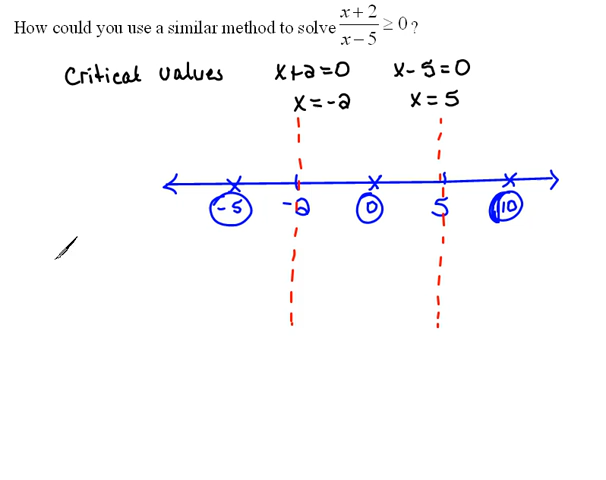 How could you use a similar method to solve (x+2)/(x-5) ≥ 0 ?
Critical values x+2=0 x-5=0
x=-2 x=5
-5 -2 0 5 10